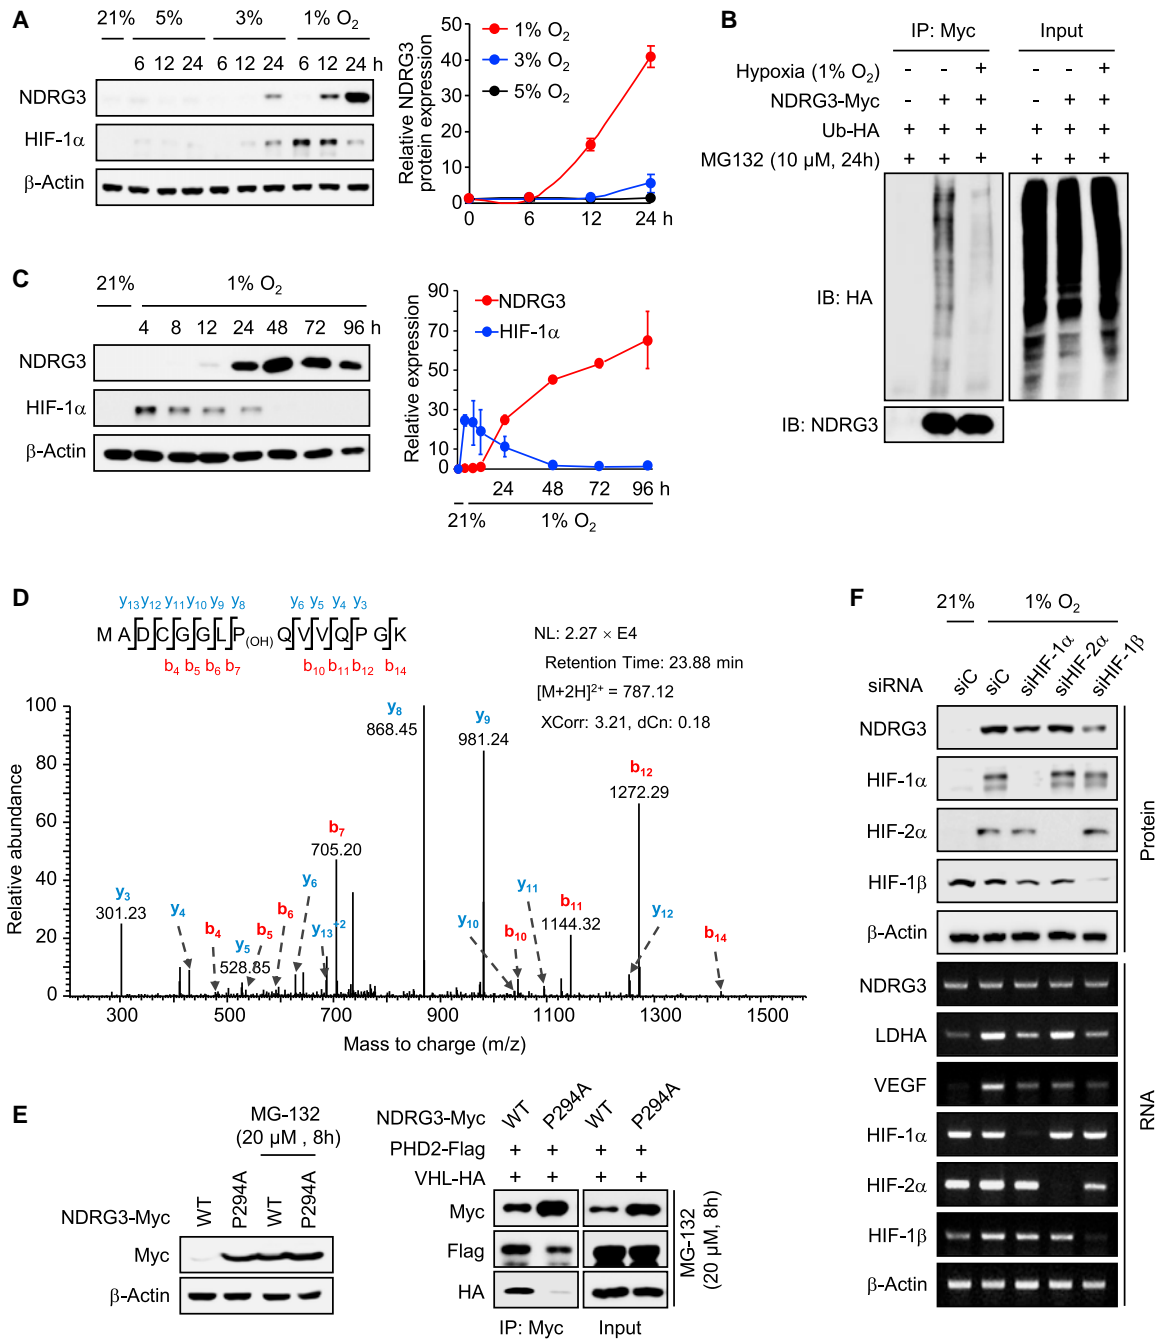 A
21% 5% 3% 1% O2
6 12 24 6 12 24 6 12 24 h
NDRG3
HIF-1α
β-Actin
Relative NDRG3
protein expression
50
40
30
20
10
0
1% O2
3% O2
5% O2
0 6 12 24 h
B
IP: Myc Input
Hypoxia (1% O2) - - + - - +
NDRG3-Myc - + + - + +
Ub-HA + + + + + +
MG132 (10 µM, 24h) + + + + + +
IB: HA
IB: NDRG3
C
21% 1% O2
4 8 12 24 48 72 96 h
NDRG3
HIF-1α
β-Actin
Relative expression
90
70
50
30
10
0
NDRG3
HIF-1α
24 48 72 96 h
21% 1% O2
D
y13 y12 y11 y10 y9 y8 y6 y5 y4 y3
M A D C G G L P(OH) Q V V Q P G K
b4 b5 b6 b7 b10 b11 b12 b14
NL: 2.27 × E4
Retention Time: 23.88 min
[M+2H]2+ = 787.12
XCorr: 3.21, dCn: 0.18
Relative abundance
100
80
60
40
20
0
y3
301.23
y4
b4
y5
528.85
b5
b6
y6
y13+2
b7
705.20
y8
868.45
y9
981.24
y10
b10
y11
b11
1144.32
b12
1272.29
y12
b14
300 500 700 900 1100 1300 1500
Mass to charge (m/z)
E
MG-132
(20 µM , 8h)
NDRG3-Myc WT P294A WT P294A
Myc
β-Actin
NDRG3-Myc WT P294A WT P294A
PHD2-Flag + + + +
VHL-HA + + + +
Myc
Flag
HA
IP: Myc Input
MG-132
(20 µM, 8h)
F
21% 1% O2
siRNA siC siC siHIF-1α siHIF-2α siHIF-1β
NDRG3
HIF-1α
HIF-2α
HIF-1β
β-Actin
Protein
NDRG3
LDHA
VEGF
HIF-1α
HIF-2α
HIF-1β
β-Actin
RNA